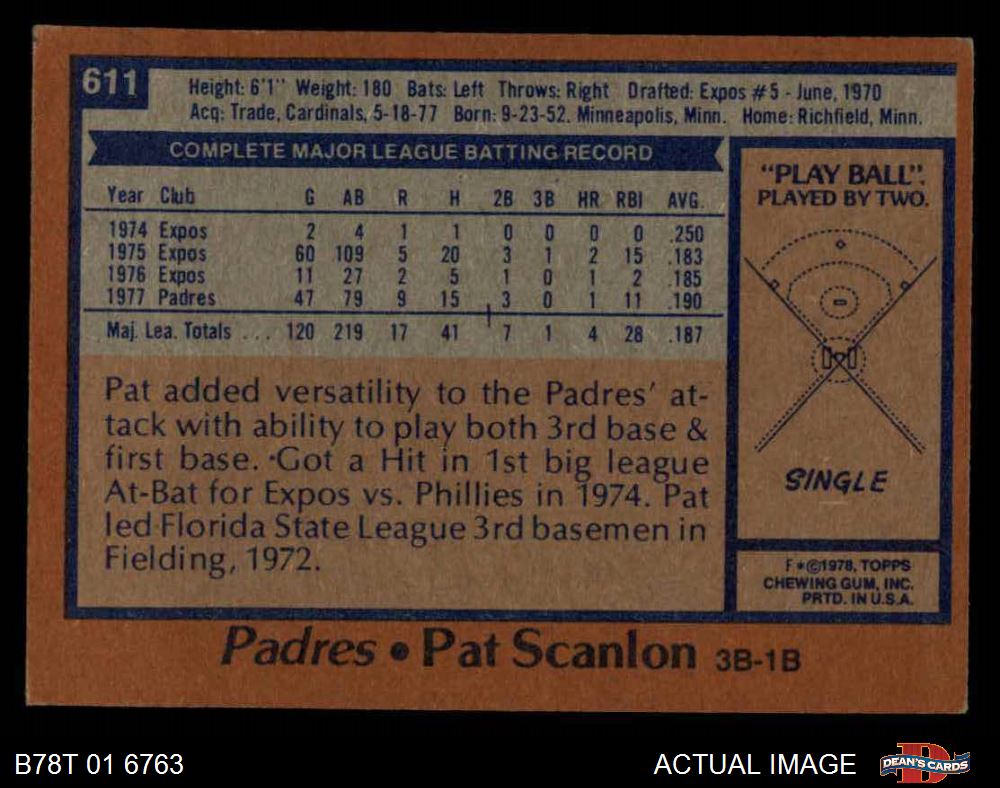 611
Height: 6'1" Weight: 180 Bats: Left Throws: Right Drafted: Expos #5 - June, 1970
Acq: Trade, Cardinals, 5-18-77 Born: 9-23-52. Minneapolis, Minn. Home: Richfield, Minn.
COMPLETE MAJOR LEAGUE BATTING RECORD
Year Club G AB R H 2B 3B HR RBI AVG.
1974 Expos 2 4 1 1 0 0 0 0 .250
1975 Expos 60 109 5 20 3 1 2 15 .183
1976 Expos 11 27 2 5 1 0 1 2 .185
1977 Padres 47 79 9 15 3 0 1 11 .190
Maj. Lea. Totals ... 120 219 17 41 7 1 4 28 .187
Pat added versatility to the Padres' at-
tack with ability to play both 3rd base &
first base. Got a Hit in 1st big league
At-Bat for Expos vs. Phillies in 1974. Pat
led Florida State League 3rd basemen in
Fielding, 1972.
"PLAY BALL".
PLAYED BY TWO.
SINGLE
F*©1978, TOPPS
CHEWING GUM, INC.
PRTD. IN U.S.A.
Padres • Pat Scanlon 3B-1B
B78T 01 6763
ACTUAL IMAGE
DEAN'S CARDS